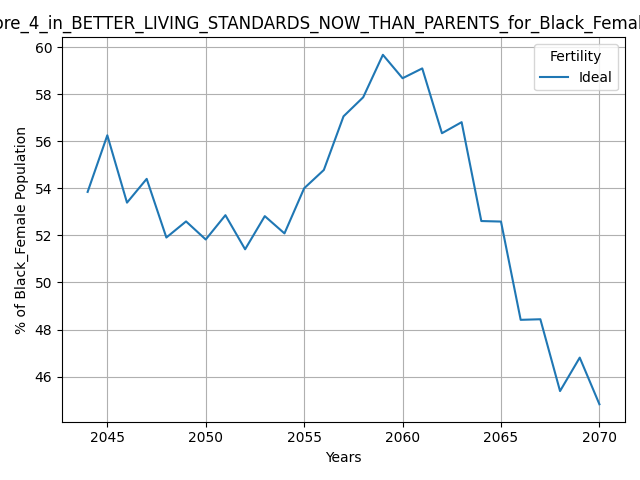 ore_4_in_BETTER_LIVING_STANDARDS_NOW_THAN_PARENTS_for_Black_Femal
Fertility
Ideal
% of Black_Female Population
60
58
56
54
52
50
48
46
2045 2050 2055 2060 2065 2070
Years